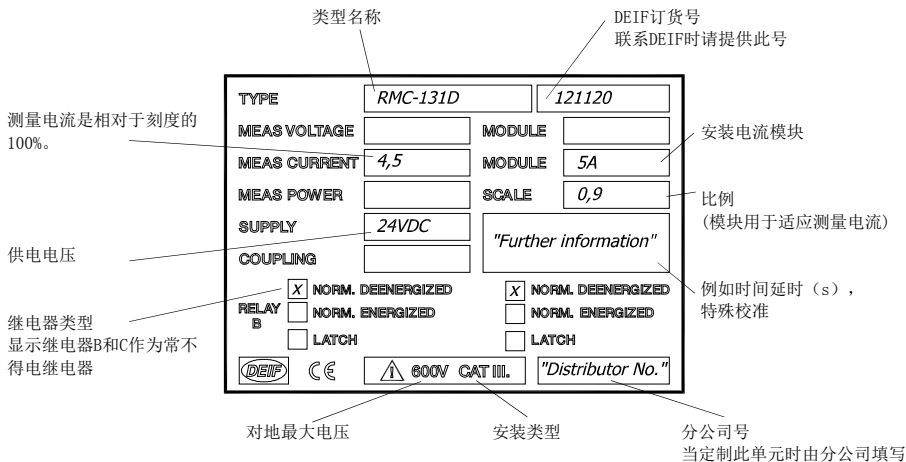 类型名称
DEIF订货号
联系DEIF时请提供此号
TYPE RMC-131D 121120
测量电流是相对于刻度的
100%。
MEAS VOLTAGE MODULE
安装电流模块
MEAS CURRENT 4,5 MODULE 5A
MEAS POWER SCALE 0,9
比例
(模块用于适应测量电流)
SUPPLY 24VDC "Further information"
供电电压
COUPLING
X NORM. DEENERGIZED X NORM. DEENERGIZED
例如时间延时（s），
特殊校准
RELAY
B
NORM. ENERGIZED NORM. ENERGIZED
继电器类型
显示继电器B和C作为常不
得电继电器
LATCH LATCH
DEIF CE 600V CAT III. "Distributor No."
对地最大电压
安装类型
分公司号
当定制此单元时由分公司填写